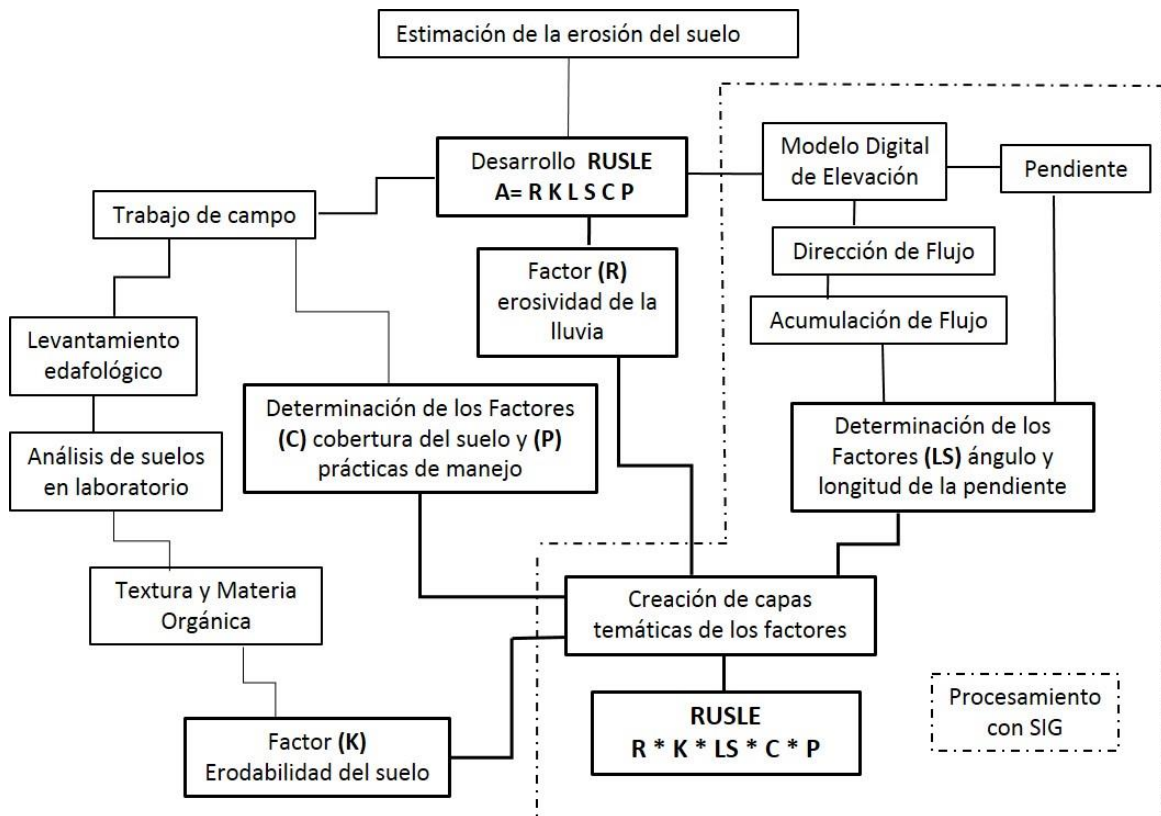 Estimación de la erosión del suelo
Desarrollo RUSLE
A= R K L S C P
Modelo Digital
de Elevación
Pendiente
Trabajo de campo
Dirección de Flujo
Factor (R)
erosividad de la
lluvia
Acumulación de Flujo
Levantamiento
edafológico
Determinación de los Factores
(C) cobertura del suelo y (P)
prácticas de manejo
Determinación de los
Factores (LS) ángulo y
longitud de la pendiente
Análisis de suelos
en laboratorio
Textura y Materia
Orgánica
Creación de capas
temáticas de los factores
Factor (K)
Erodabilidad del suelo
RUSLE
R * K * LS * C * P
Procesamiento
con SIG